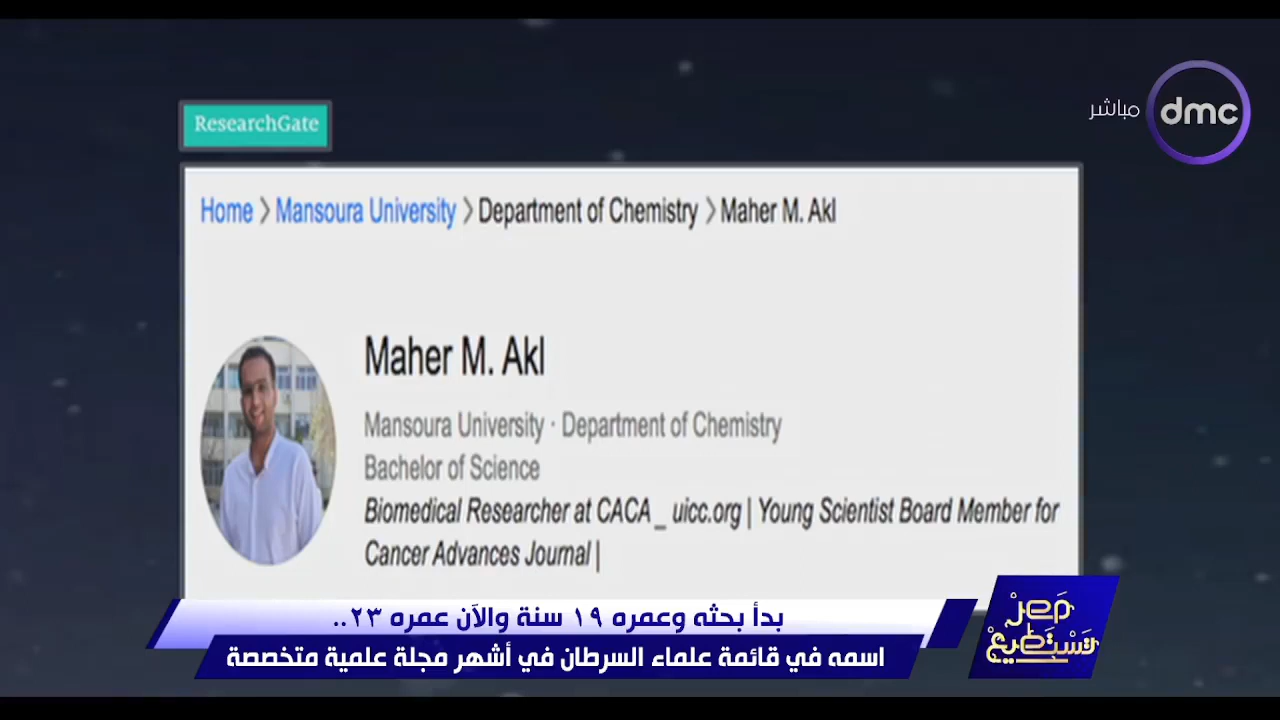 dmc
مباشر
ResearchGate
Home > Mansoura University > Department of Chemistry > Maher M. Akl
Maher M. Akl
Mansoura University · Department of Chemistry
Bachelor of Science
Biomedical Researcher at CACA _ uicc.org | Young Scientist Board Member for
Cancer Advances Journal |
بدأ بحثه وعمره ١٩ سنة والآن عمره ٢٣..
اسمه في قائمة علماء السرطان في أشهر مجلة علمية متخصصة
مصر
تستطيع